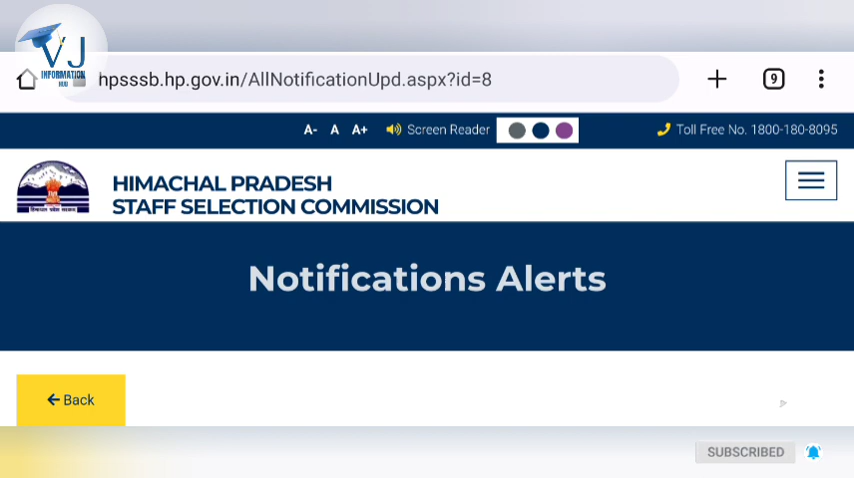 VJ
INFORMATION
HUB
hpsssb.hp.gov.in/AllNotificationUpd.aspx?id=8
9
A- A A+ Screen Reader
Toll Free No. 1800-180-8095
HIMACHAL PRADESH
STAFF SELECTION COMMISSION
Notifications Alerts
Back
SUBSCRIBED